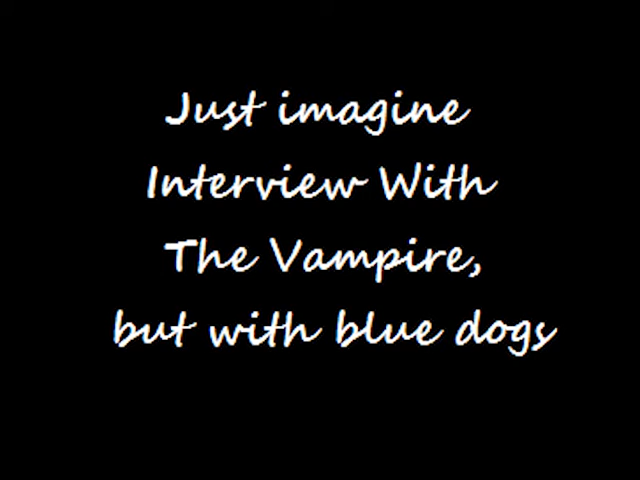 Just imagine
Interview With
The Vampire,
but with blue dogs